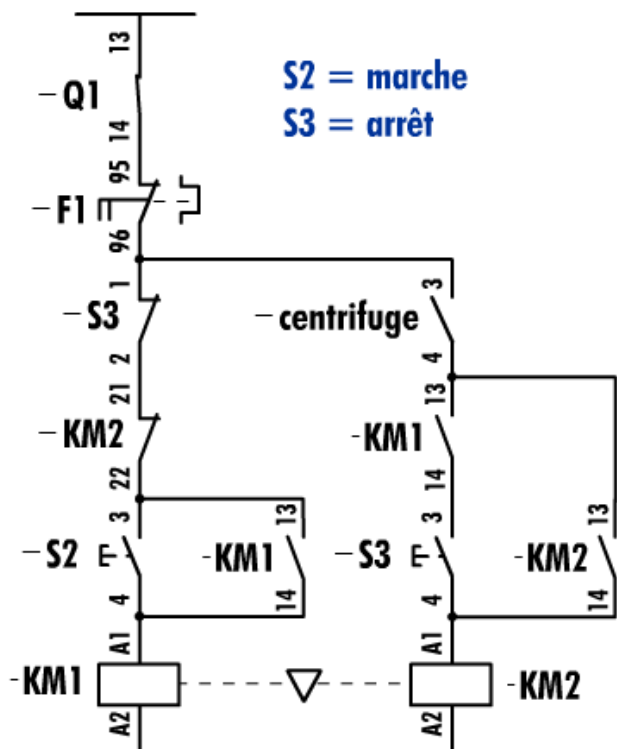 13
S2 = marche
-Q1
S3 = arrêt
14
95
-F1
96
1
3
-S3
-centrifuge
2
4
21
13
-KM2
-KM1
22
14
3
13
3
13
-S2
-KM1
-S3
-KM2
4
14
4
14
A1
A1
-KM1
-KM2
A2
A2